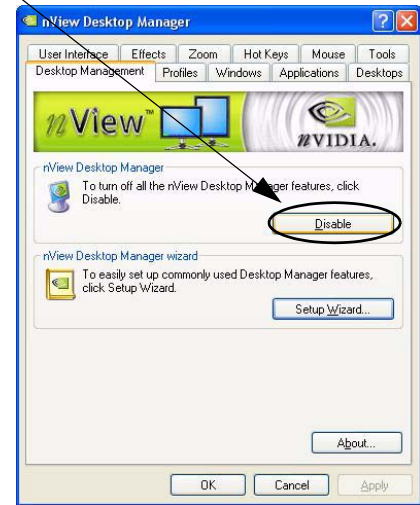 nView Desktop Manager
User Interface Effects Zoom Hot Keys Mouse Tools
Desktop Management Profiles Windows Applications Desktops
nView™
nVIDIA.
nView Desktop Manager
To turn off all the nView Desktop Manager features, click
Disable.
Disable
nView Desktop Manager wizard
To easily set up commonly used Desktop Manager features,
click Setup Wizard.
Setup Wizard...
About...
OK Cancel Apply